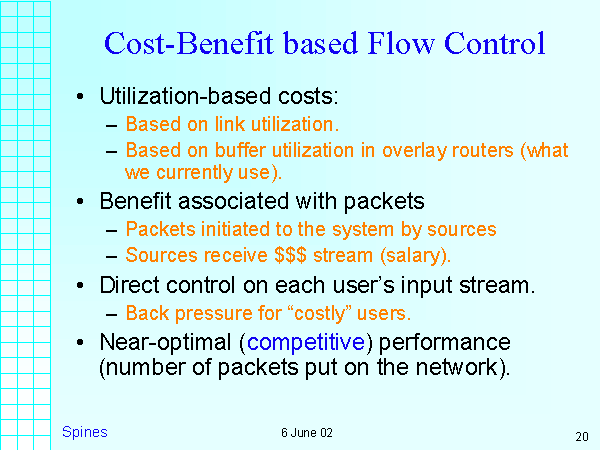 Cost-Benefit based Flow Control
• Utilization-based costs:
– Based on link utilization.
– Based on buffer utilization in overlay routers (what
we currently use).
• Benefit associated with packets
– Packets initiated to the system by sources
– Sources receive $$$ stream (salary).
• Direct control on each user’s input stream.
– Back pressure for “costly” users.
• Near-optimal (competitive) performance
(number of packets put on the network).
Spines
6 June 02
20